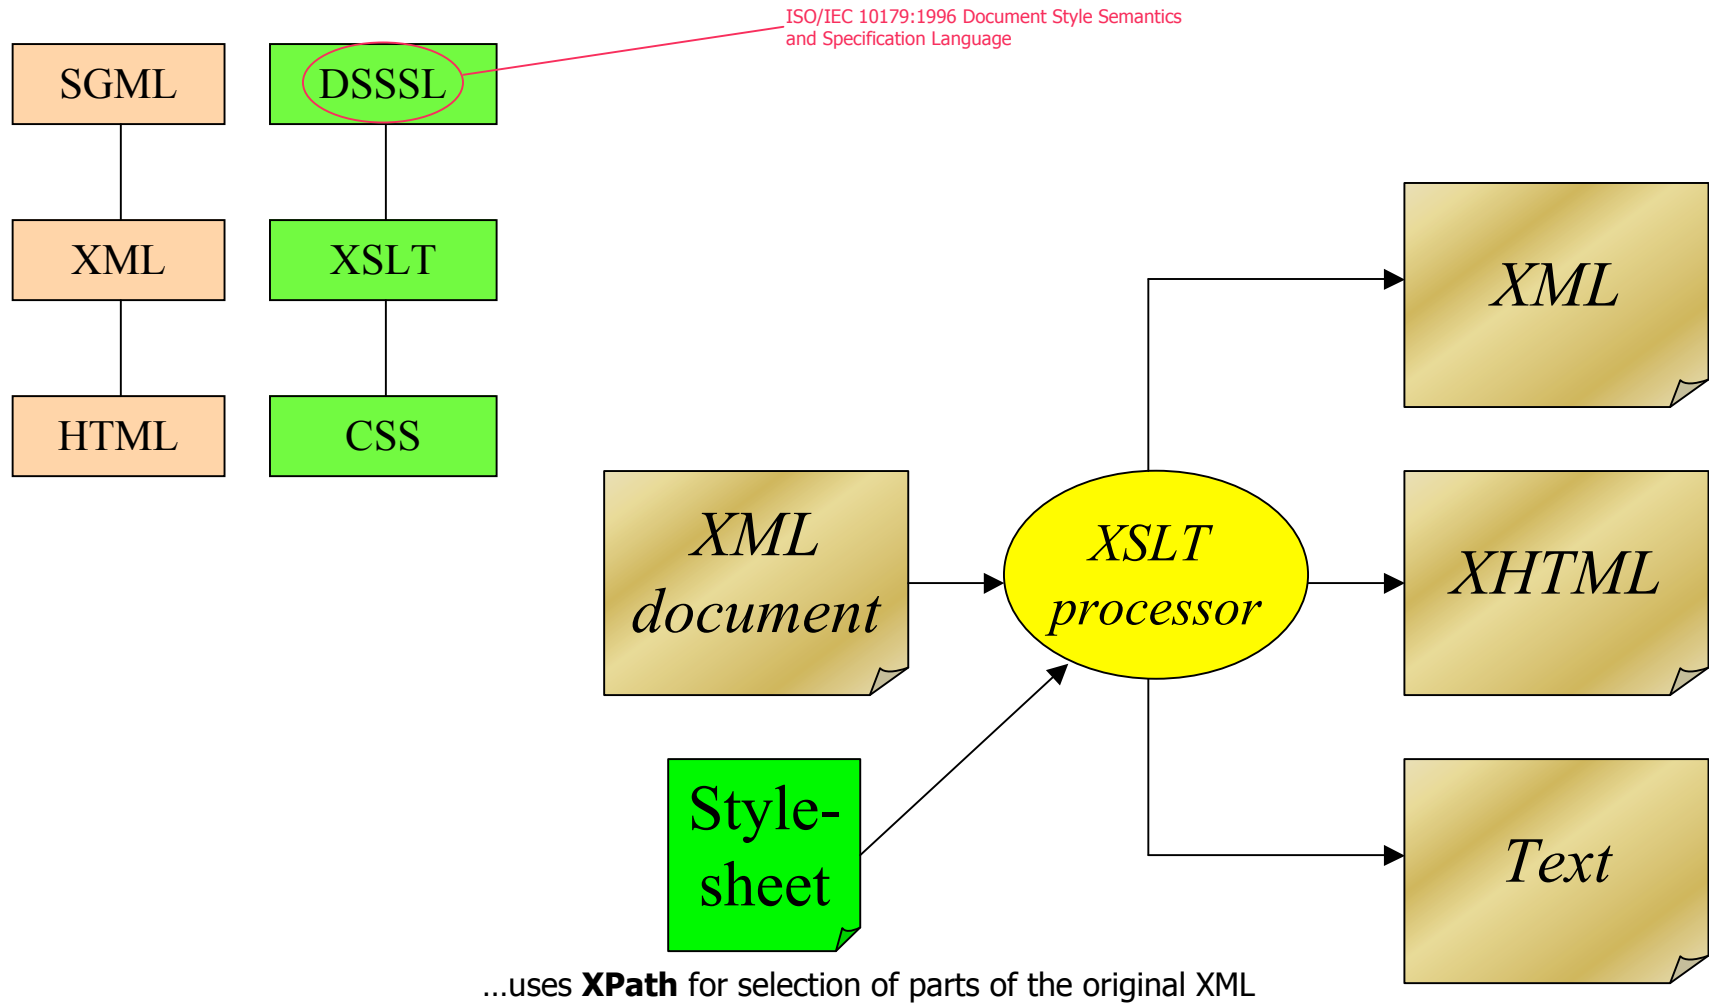 ISO/IEC 10179:1996 Document Style Semantics
and Specification Language
SGML
DSSSL
XML
XSLT
HTML
CSS
XML
document
Style-
sheet
XSLT
processor
XML
XHTML
Text
...uses XPath for selection of parts of the original XML